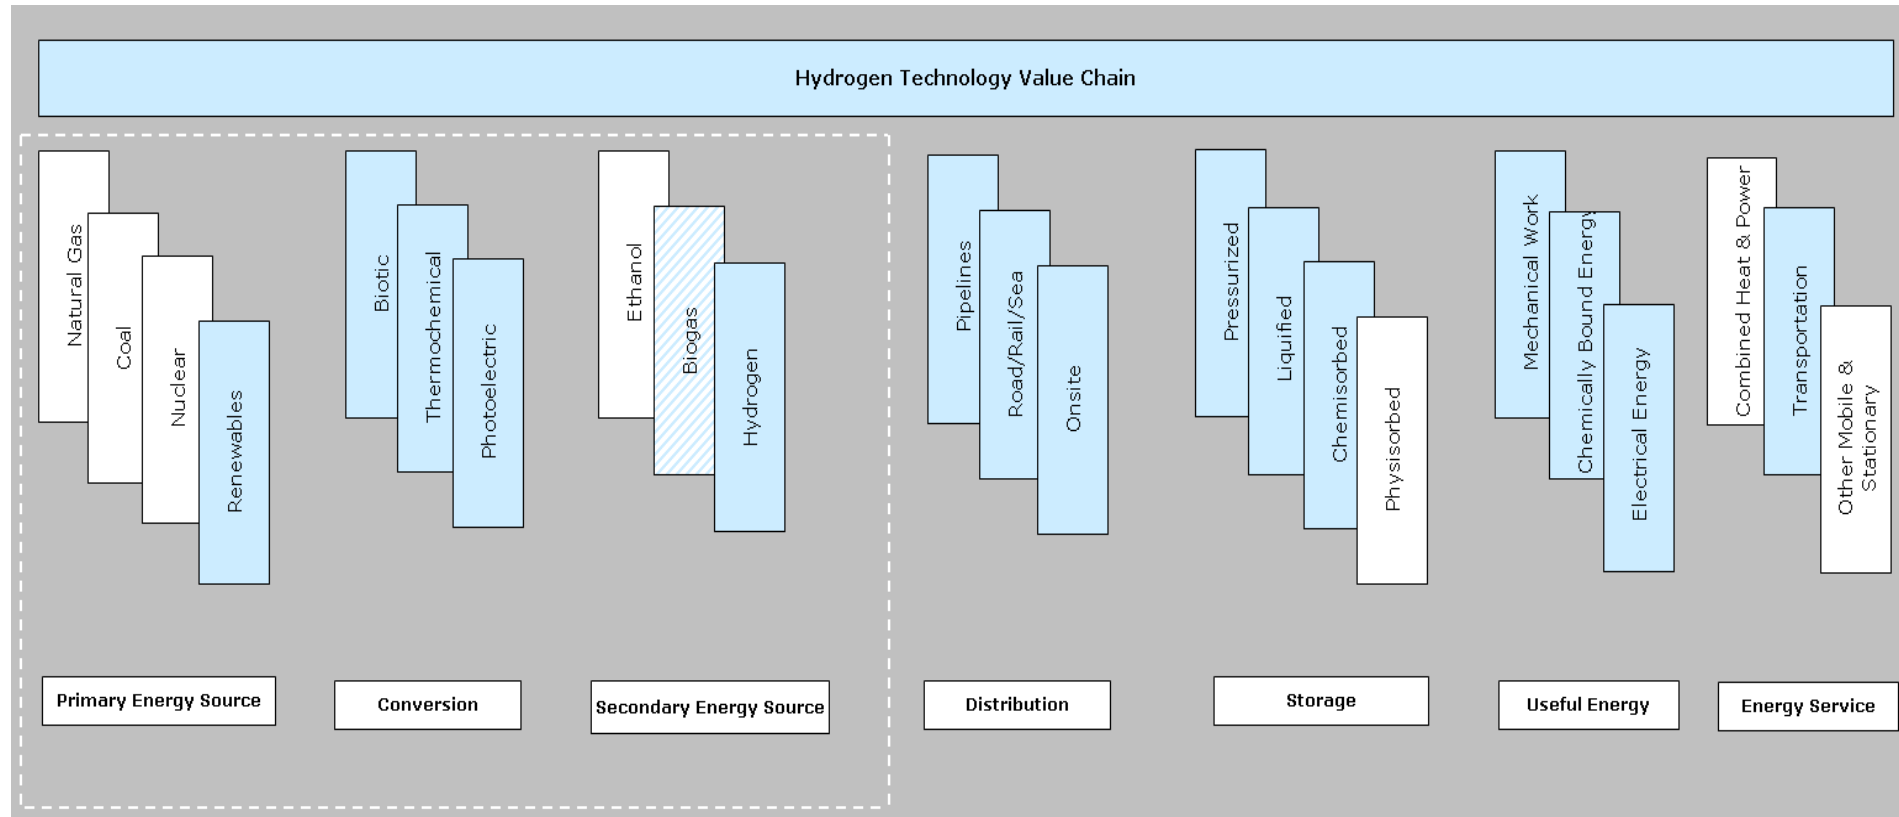 Hydrogen Technology Value Chain
Natural Gas
Coal
Nuclear
Renewables
Biotic
Thermochemical
Photoelectric
Ethanol
Biogas
Hydrogen
Pipelines
Road/Rail/Sea
Onsite
Pressurized
Liquified
Chemisorbed
Physisorbed
Mechanical Work
Chemically Bound Energy
Electrical Energy
Combined Heat & Power
Transportation
Other Mobile &
Stationary
Primary Energy Source
Conversion
Secondary Energy Source
Distribution
Storage
Useful Energy
Energy Service